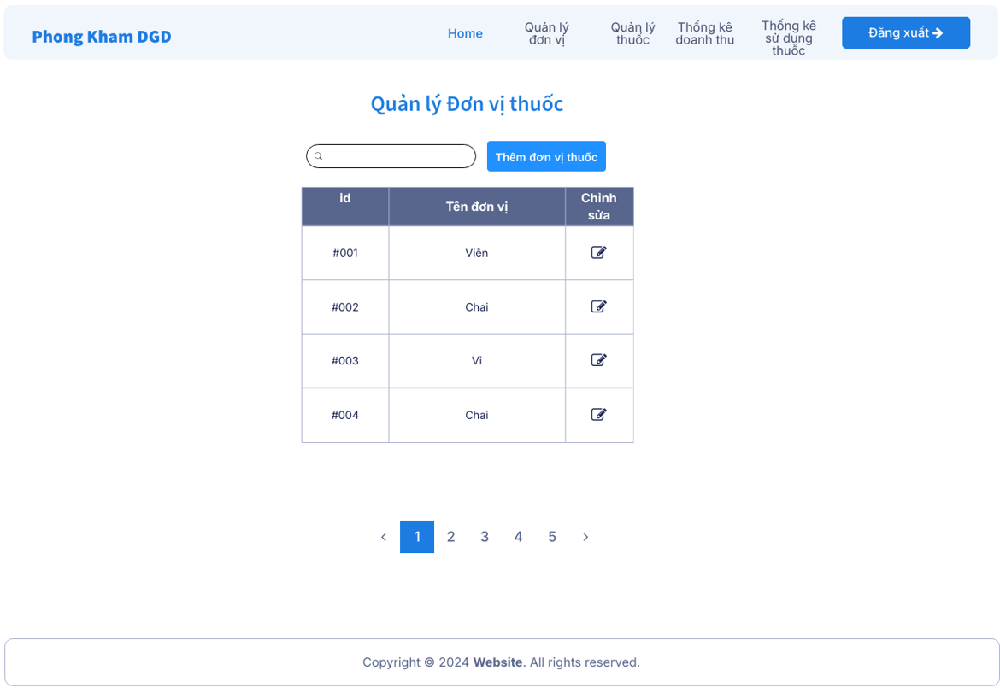 Phong Kham DGD
Home
Quản lý
đơn vị
Quản lý
thuốc
Thống kê
doanh thu
Thống kê
sử dụng
thuốc
Đăng xuất
Quản lý Đơn vị thuốc
Thêm đơn vị thuốc
id
Tên đơn vị
Chỉnh
sửa
#001
Viên
#002
Chai
#003
Vỉ
#004
Chai
1 2 3 4 5
Copyright © 2024 Website. All rights reserved.